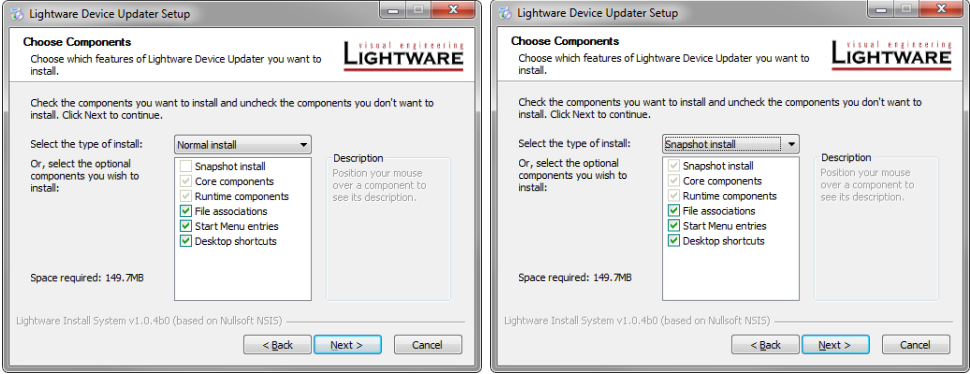 Lightware Device Updater Setup
Choose Components
Choose which features of Lightware Device Updater you want to
install.
visual engineering
LIGHTWARE
Check the components you want to install and uncheck the components you don't want to
install. Click Next to continue.
Select the type of install:
Normal install
Or, select the optional
components you wish to
install:
Snapshot install
Core components
Runtime components
File associations
Start Menu entries
Desktop shortcuts
Description
Position your mouse
over a component to
see its description.
Space required: 149.7MB
Lightware Install System v1.0.4b0 (based on Nullsoft NSIS)
< Back
Next >
Cancel
Lightware Device Updater Setup
Choose Components
Choose which features of Lightware Device Updater you want to
install.
visual engineering
LIGHTWARE
Check the components you want to install and uncheck the components you don't want to
install. Click Next to continue.
Select the type of install:
Snapshot install
Or, select the optional
components you wish to
install:
Snapshot install
Core components
Runtime components
File associations
Start Menu entries
Desktop shortcuts
Description
Position your mouse
over a component to
see its description.
Space required: 149.7MB
Lightware Install System v1.0.4b0 (based on Nullsoft NSIS)
< Back
Next >
Cancel